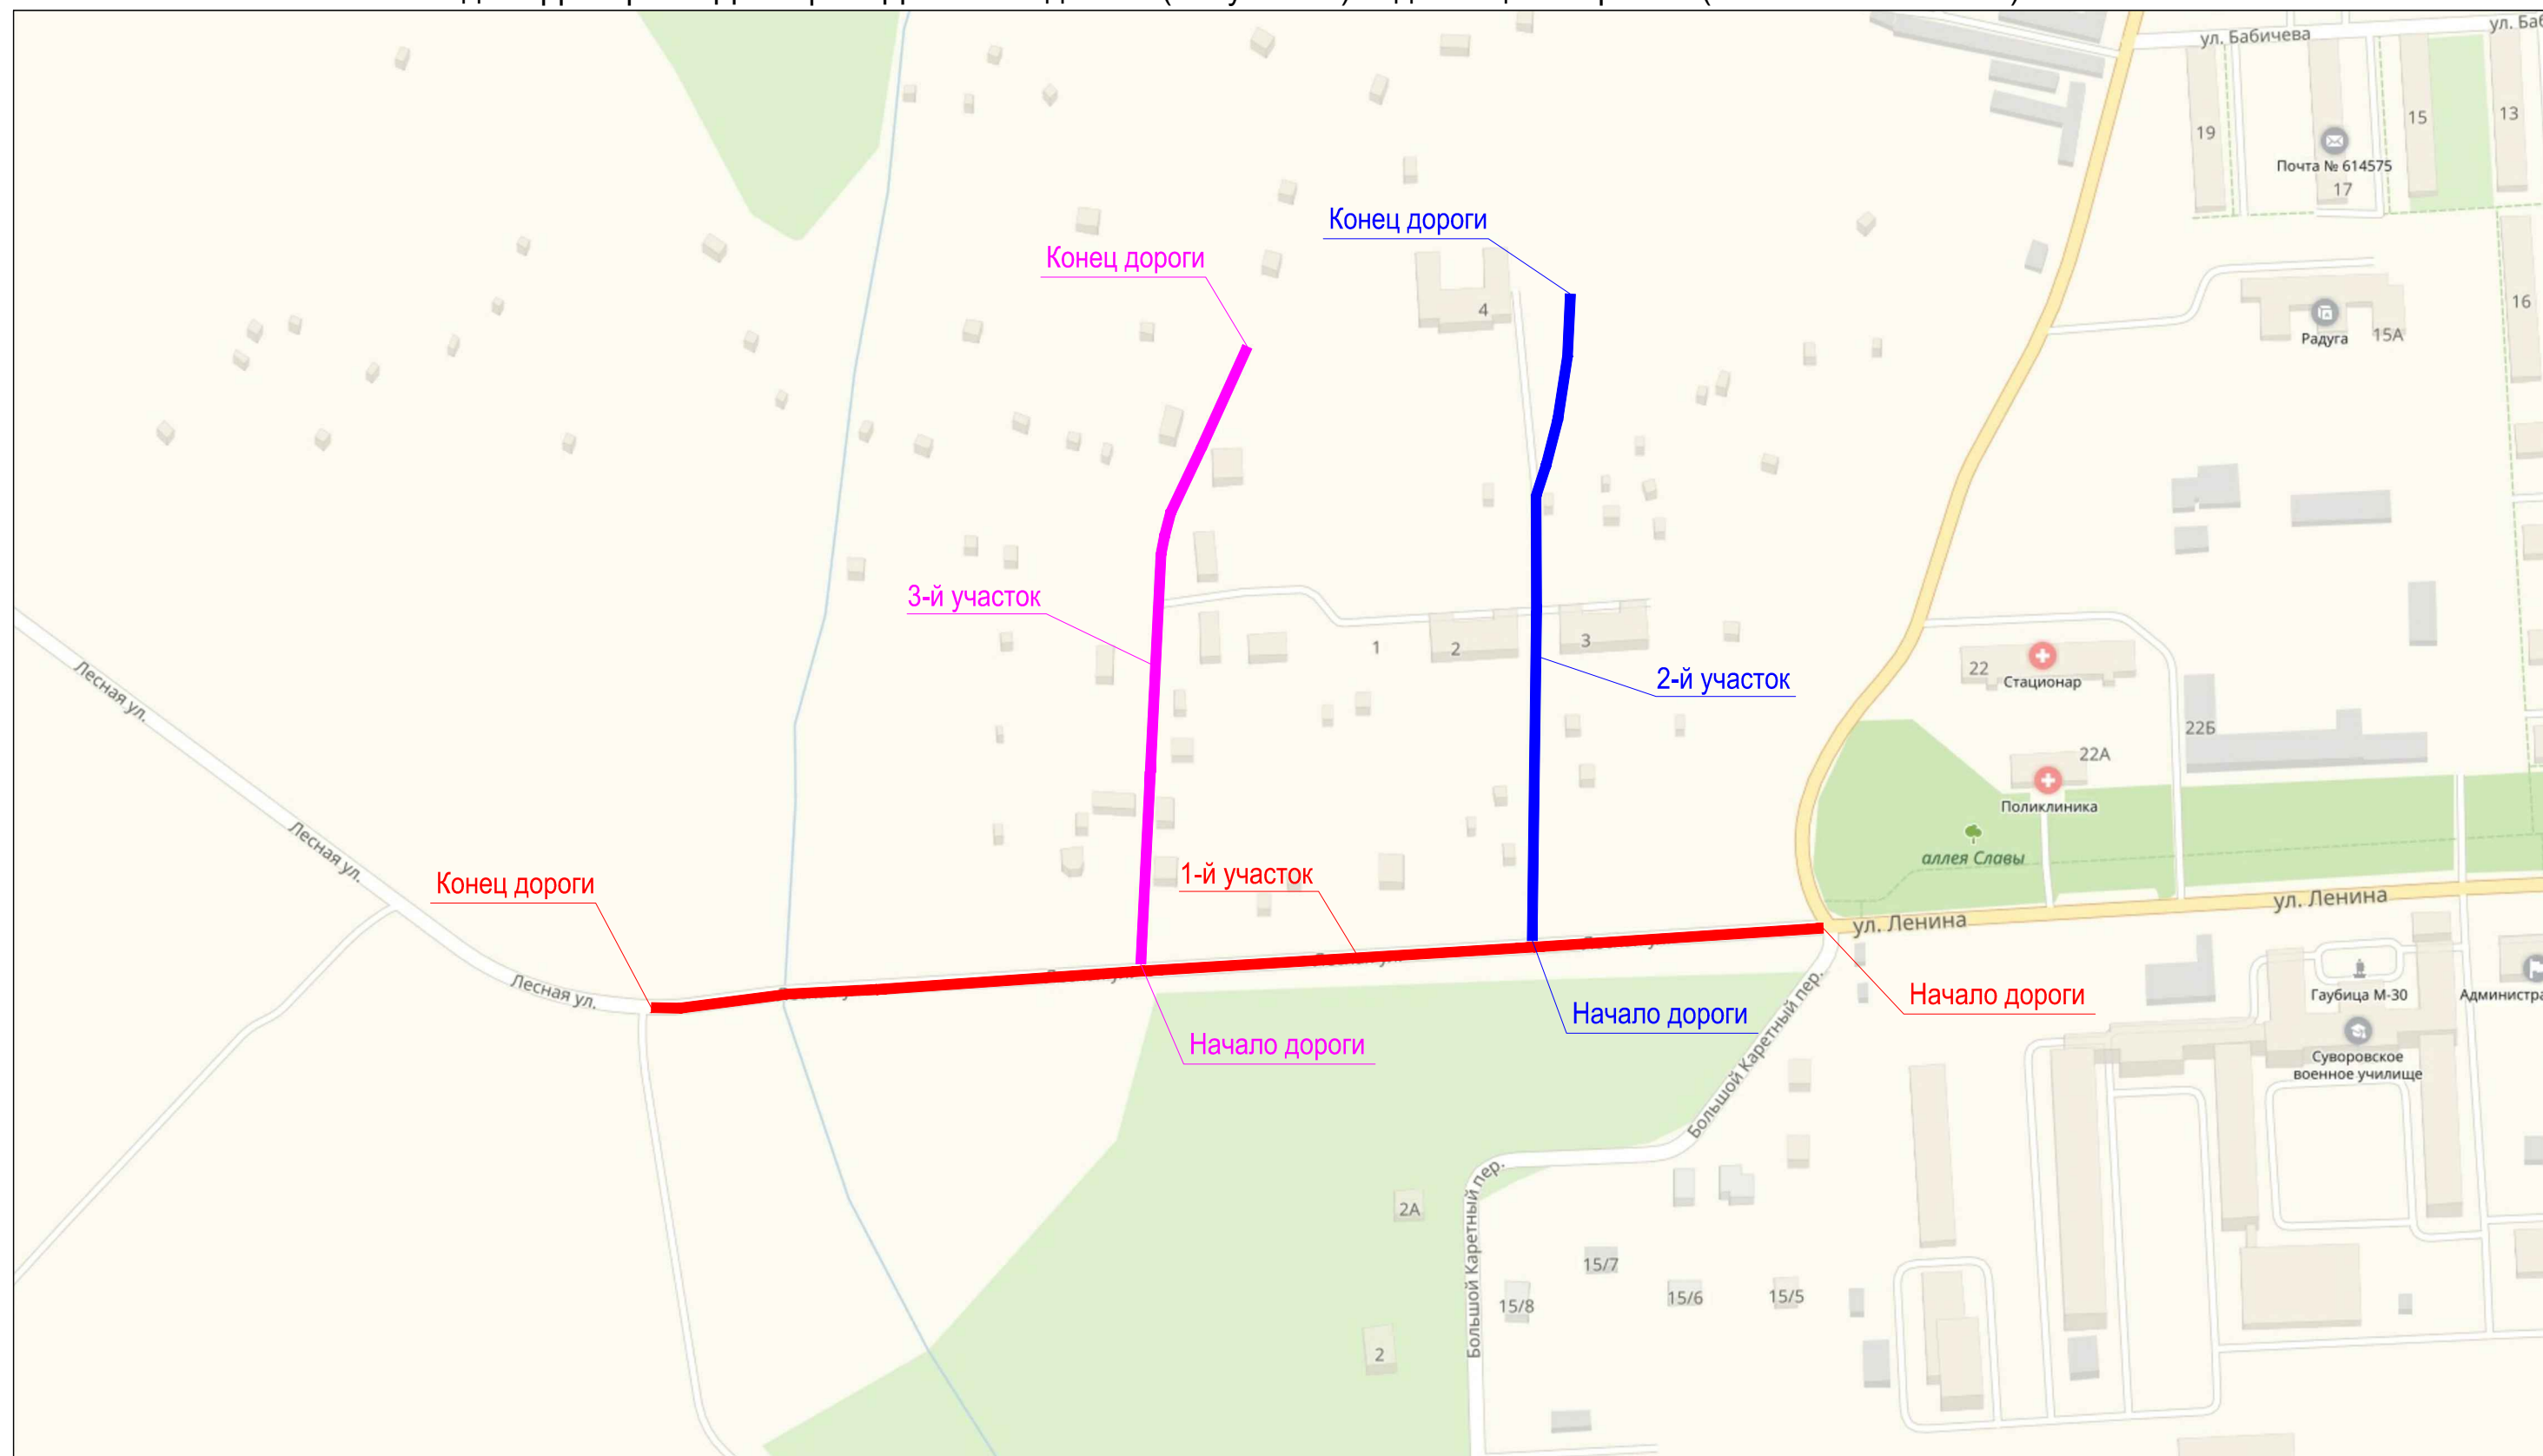 ул. Бабичева
19
15
13
Почта № 614575
17
Конец дороги
Конец дороги
4
16
Радуга
15А
3-й участок
1
2
3
2-й участок
22
Стационар
22Б
22А
Поликлиника
аллея Славы
Лесная ул.
Лесная ул.
Лесная ул.
Конец дороги
1-й участок
ул. Ленина
ул. Ленина
Начало дороги
Начало дороги
Начало дороги
Гаубица М-30
Суворовское
военное училище
Большой Каретный пер.
Большой Каретный пер.
2А
2
15/7
15/8
15/6
15/5